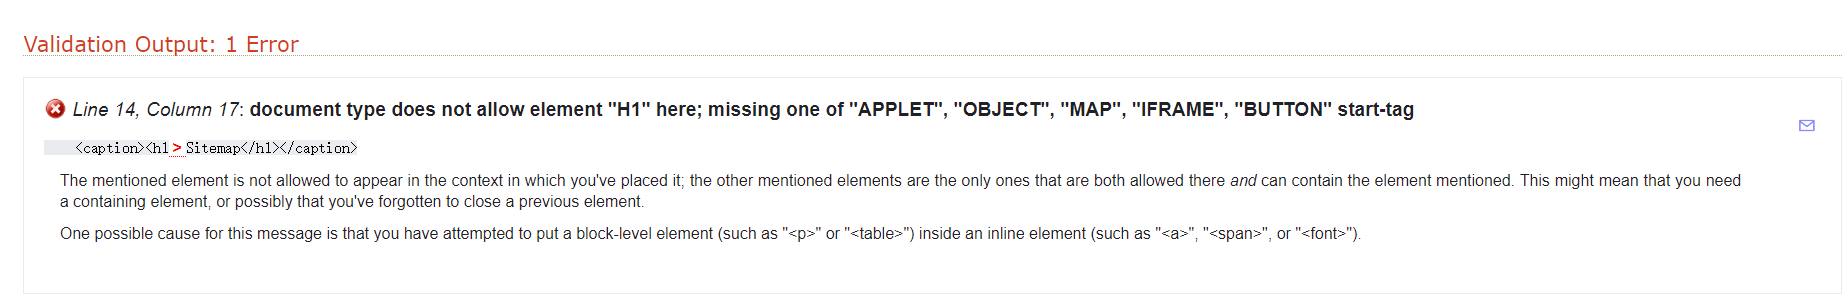 Validation Output: 1 Error
Line 14, Column 17: document type does not allow element "H1" here; missing one of "APPLET", "OBJECT", "MAP", "IFRAME", "BUTTON" start-tag
<caption><h1>Sitemap</h1></caption>
The mentioned element is not allowed to appear in the context in which you've placed it; the other mentioned elements are the only ones that are both allowed there and can contain the element mentioned. This might mean that you need
a containing element, or possibly that you've forgotten to close a previous element.
One possible cause for this message is that you have attempted to put a block-level element (such as "<p>" or "<table>") inside an inline element (such as "<a>", "<span>", or "<font>").